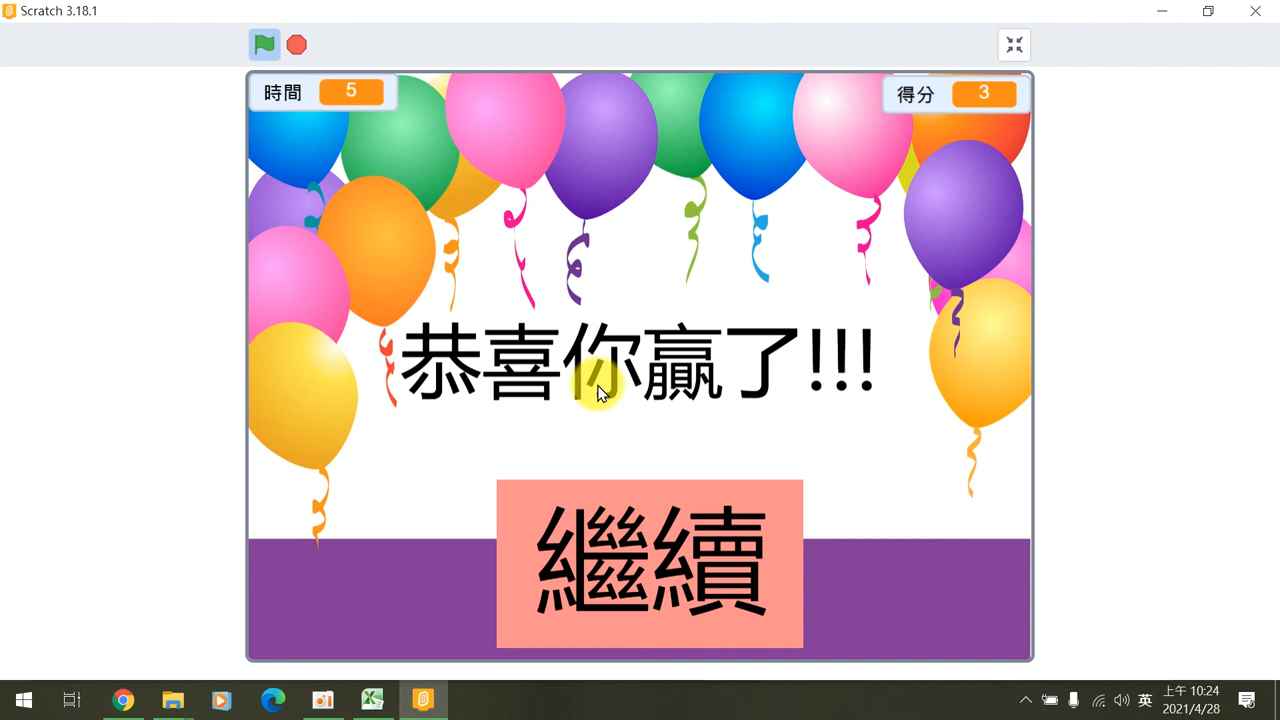 Scratch 3.18.1
時間 5
得分 3
恭喜你贏了!!!
繼續
英
上午 10:24
2021/4/28